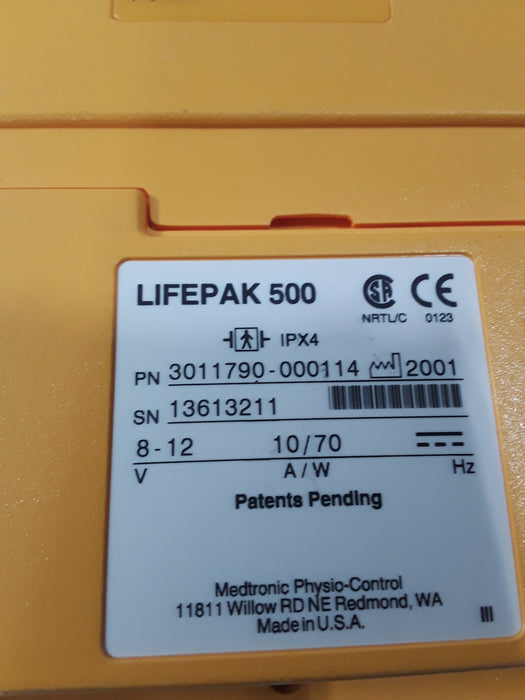 LIFEPAK 500
NRTL/C 0123
IPX4
PN 3011790-000114 2001
SN 13613211
8-12 10/70
V A/W Hz
Patents Pending
Medtronic Physio-Control
11811 Willow RD NE Redmond, WA
Made in U.S.A.
III